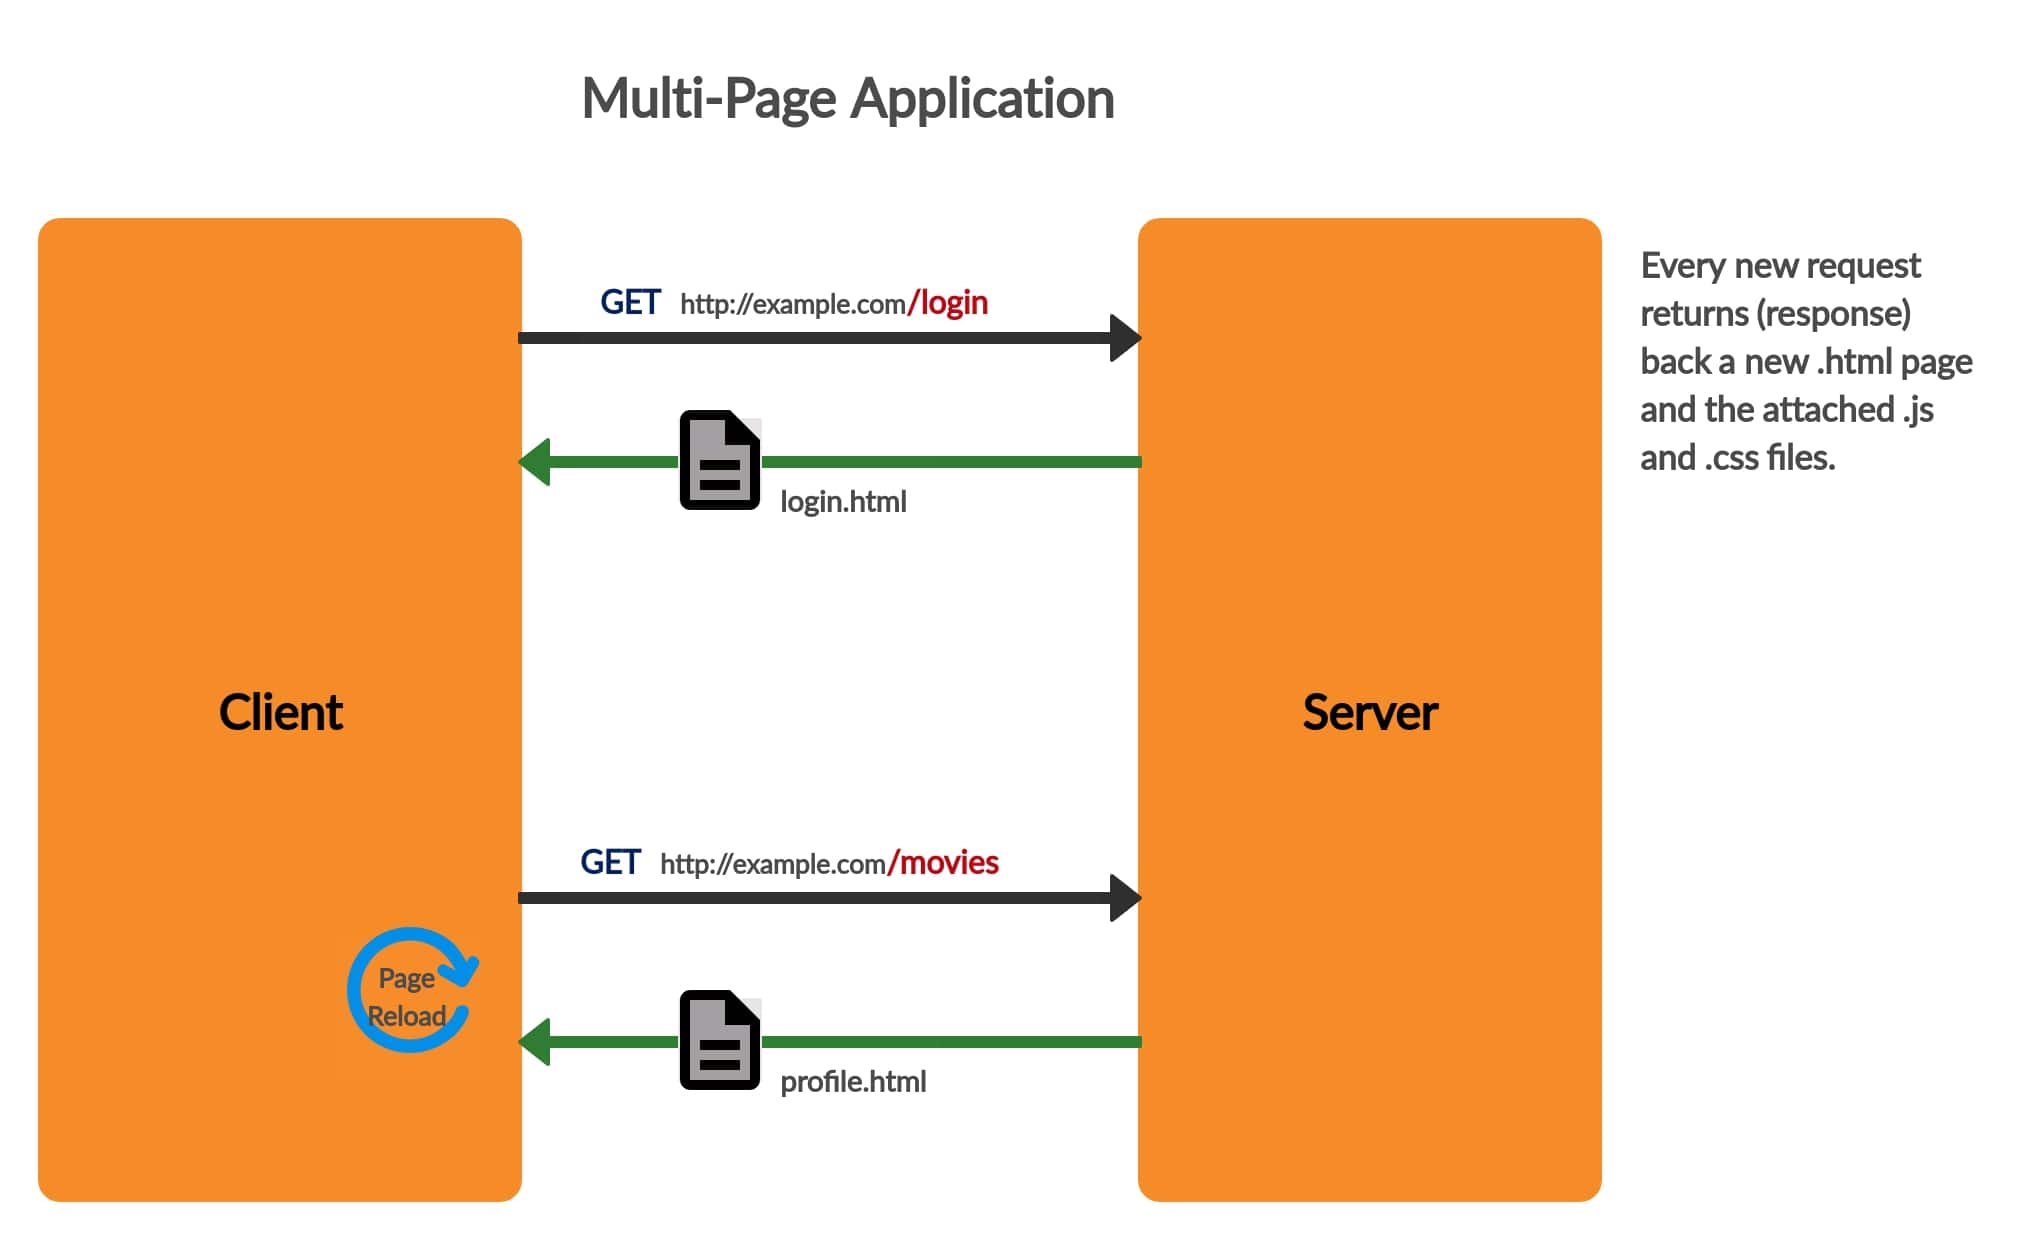 Multi-Page Application
GET http://example.com/login
Every new request
returns (response)
back a new .html page
and the attached .js
and .css files.
login.html
Client
Server
GET http://example.com/movies
Page
Reload
profile.html